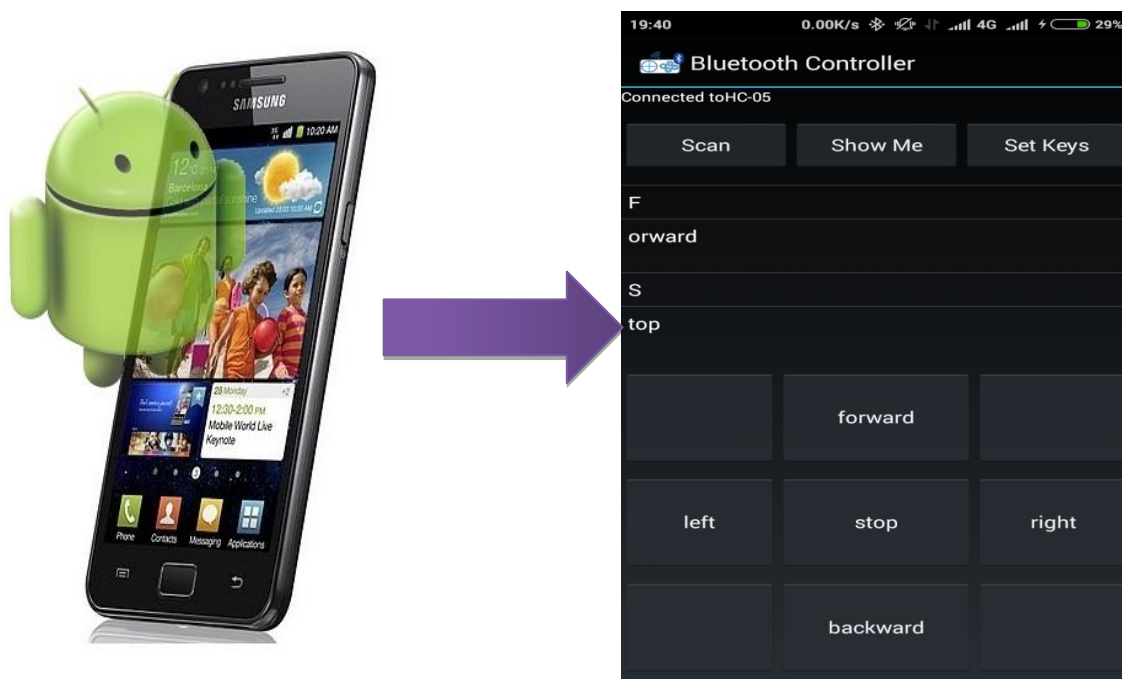 SAMSUNG
10:20 AM
Barcelona
28 Monday +2
12:30-2:00 PM
Mobile World Live
Keynote
3
Phone Contacts Messaging Applications
19:40 0.00K/s 4G 29%
Bluetooth Controller
Connected toHC-05
Scan Show Me Set Keys
F
orward
S
top
forward
left stop right
backward